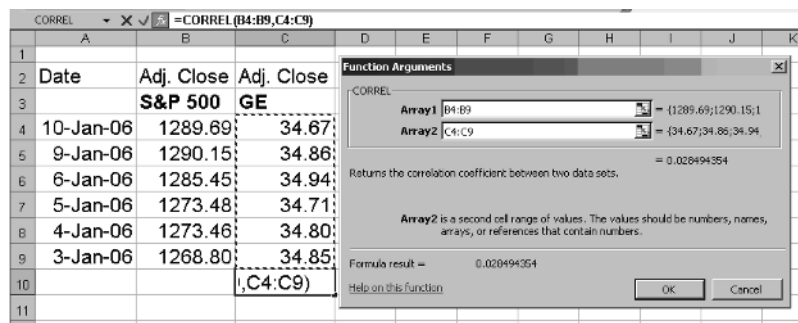 CORREL =CORREL(B4:B9,C4:C9)
A B C D E F G H I J K
1
2 Date Adj. Close Adj. Close
3 S&P 500 GE
4 10-Jan-06 1289.69 34.67
5 9-Jan-06 1290.15 34.86
6 6-Jan-06 1285.45 34.94
7 5-Jan-06 1273.48 34.71
8 4-Jan-06 1273.46 34.80
9 3-Jan-06 1268.80 34.85
10 ,C4:C9)
11
Function Arguments
CORREL
Array1 B4:B9 = {1289.69;1290.15;1
Array2 C4:C9 = {34.67;34.86;34.94
= 0.028494354
Returns the correlation coefficient between two data sets.
Array2 is a second cell range of values. The values should be numbers, names,
arrays, or references that contain numbers.
Formula result = 0.028494354
Help on this function OK Cancel